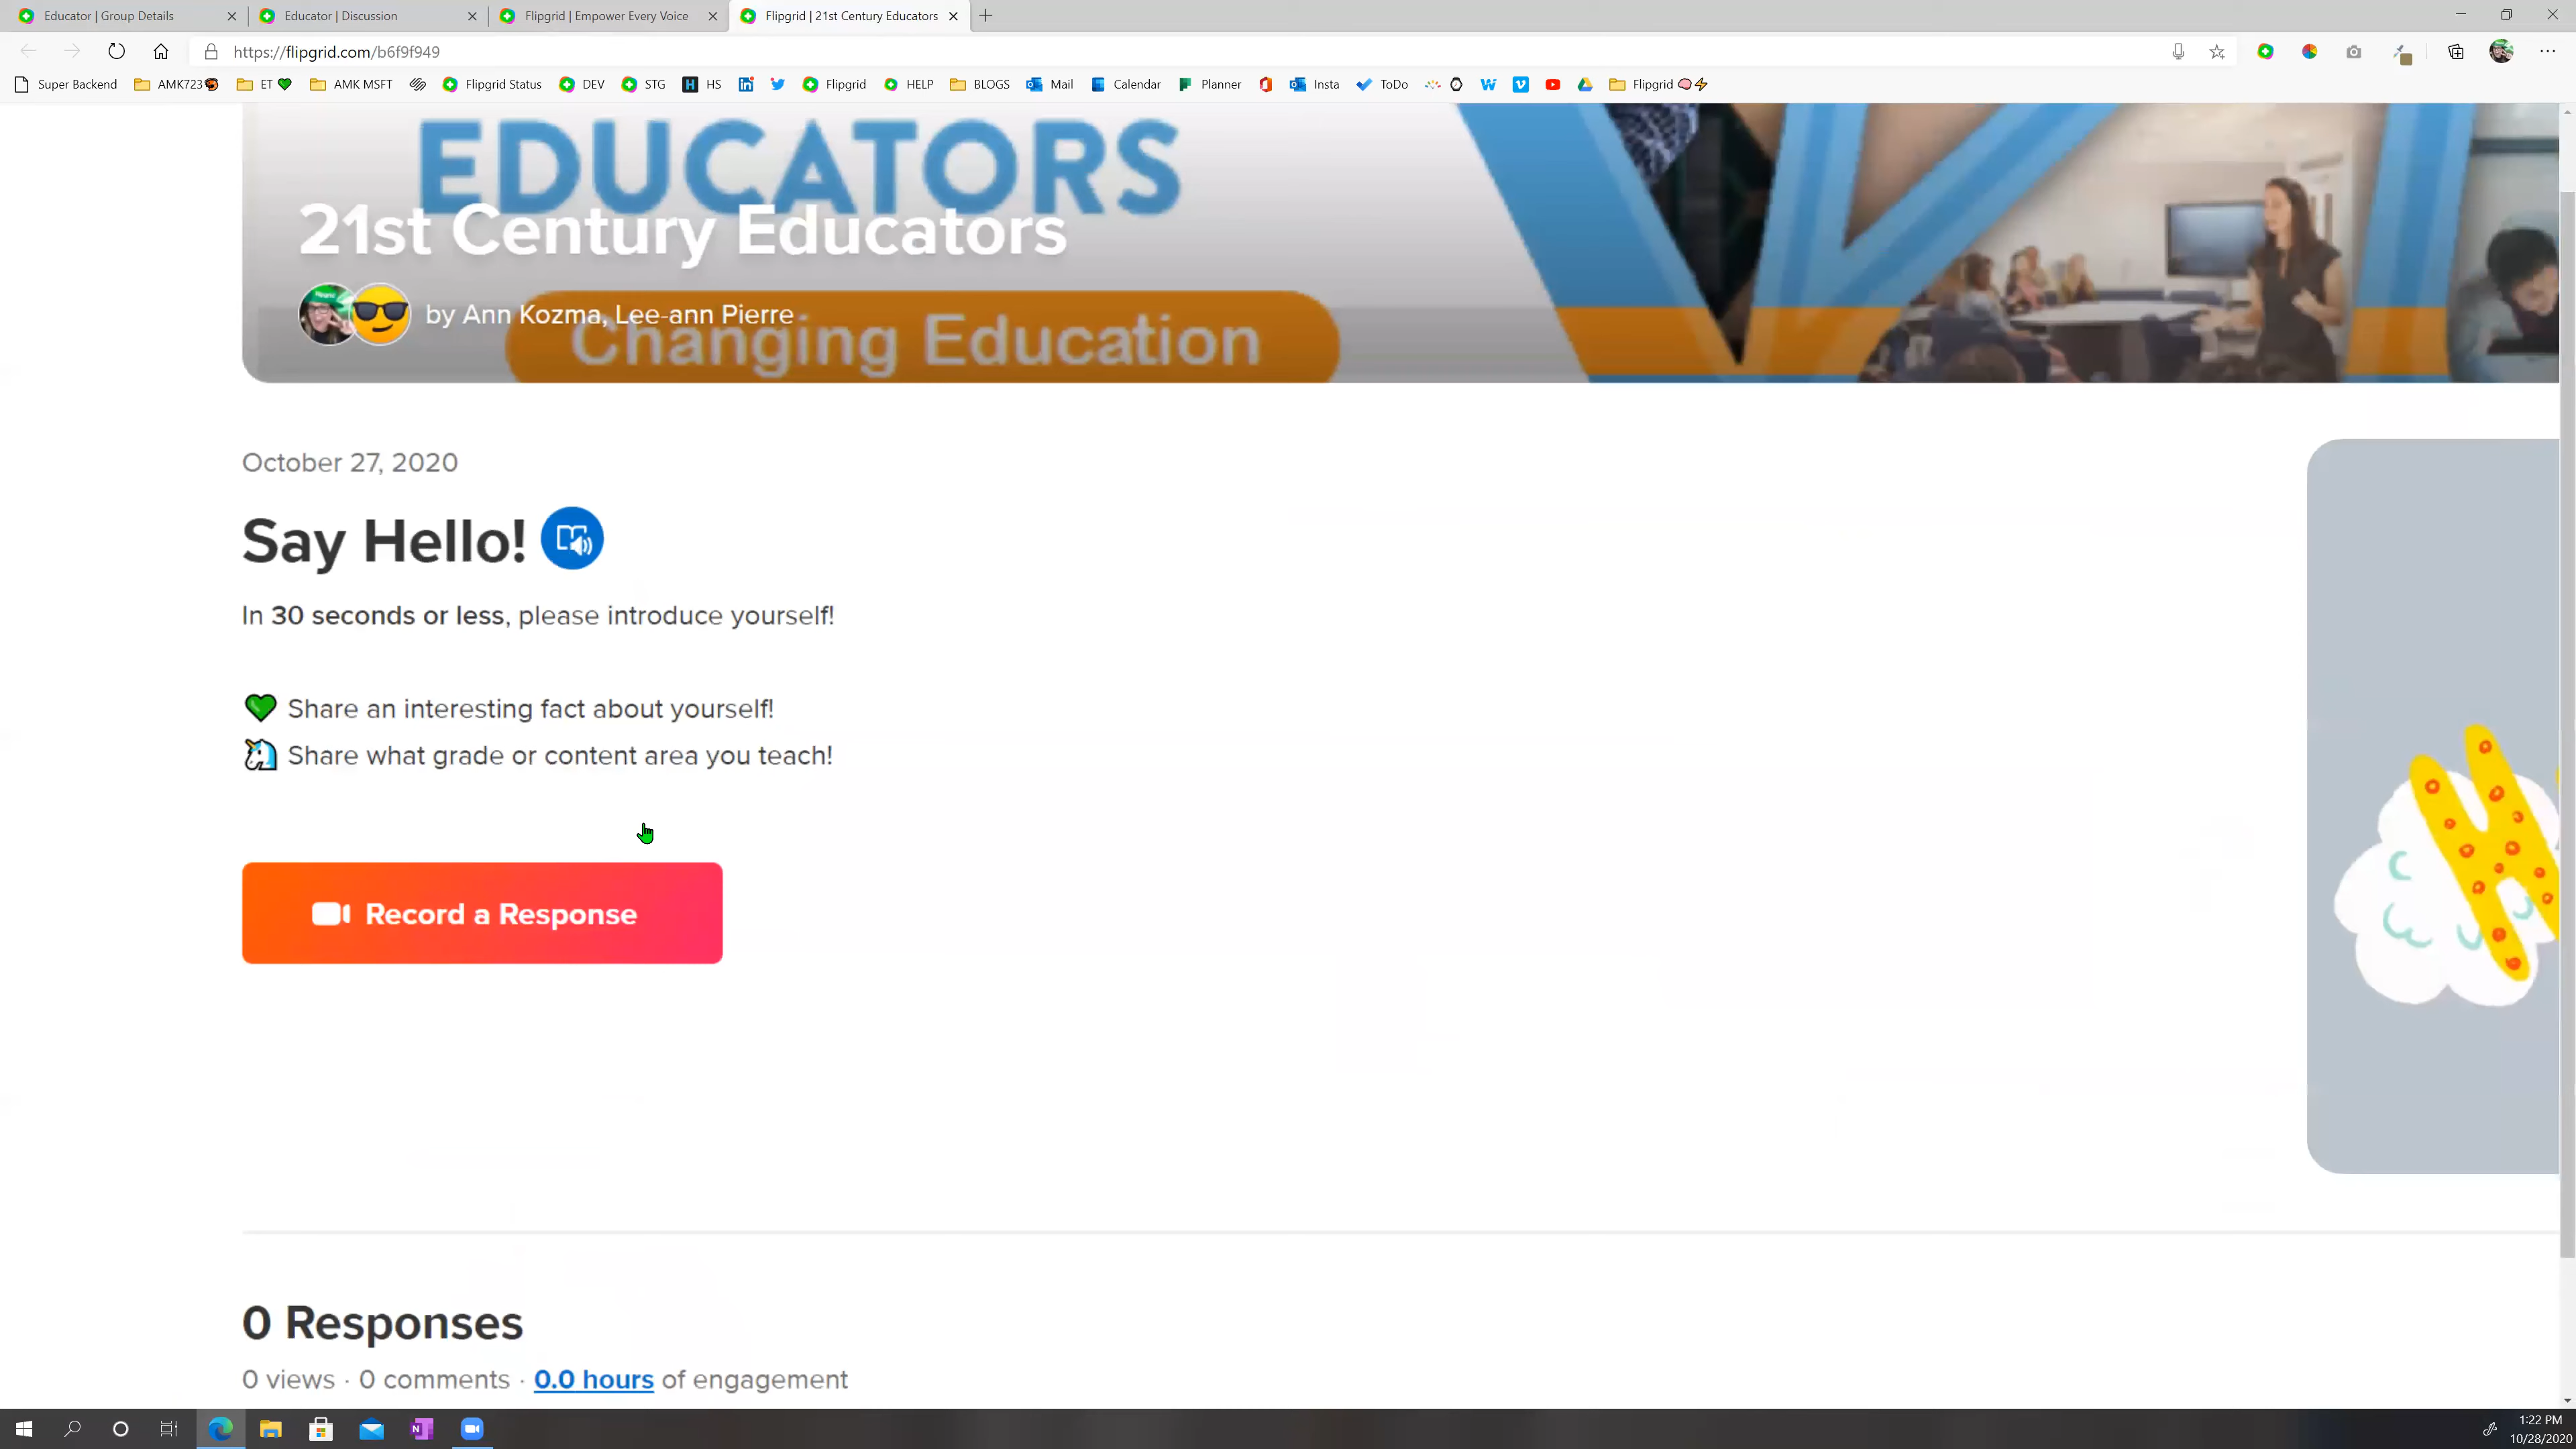 Educator | Group Details
Educator | Discussion
Flipgrid | Empower Every Voice
Flipgrid | 21st Century Educators
https://flipgrid.com/b6f9f949
Super Backend
AMK723
ET
AMK MSFT
Flipgrid Status
DEV
STG
H
HS
Flipgrid
HELP
BLOGS
Mail
Calendar
Planner
Insta
ToDo
Flipgrid
EDUCATORS
21st Century Educators
by Ann Kozma, Lee-ann Pierre
Changing Education
October 27, 2020
Say Hello!
In 30 seconds or less, please introduce yourself!
Share an interesting fact about yourself!
Share what grade or content area you teach!
Record a Response
0 Responses
0 views · 0 comments · 0.0 hours of engagement
1:22 PM
10/28/2020